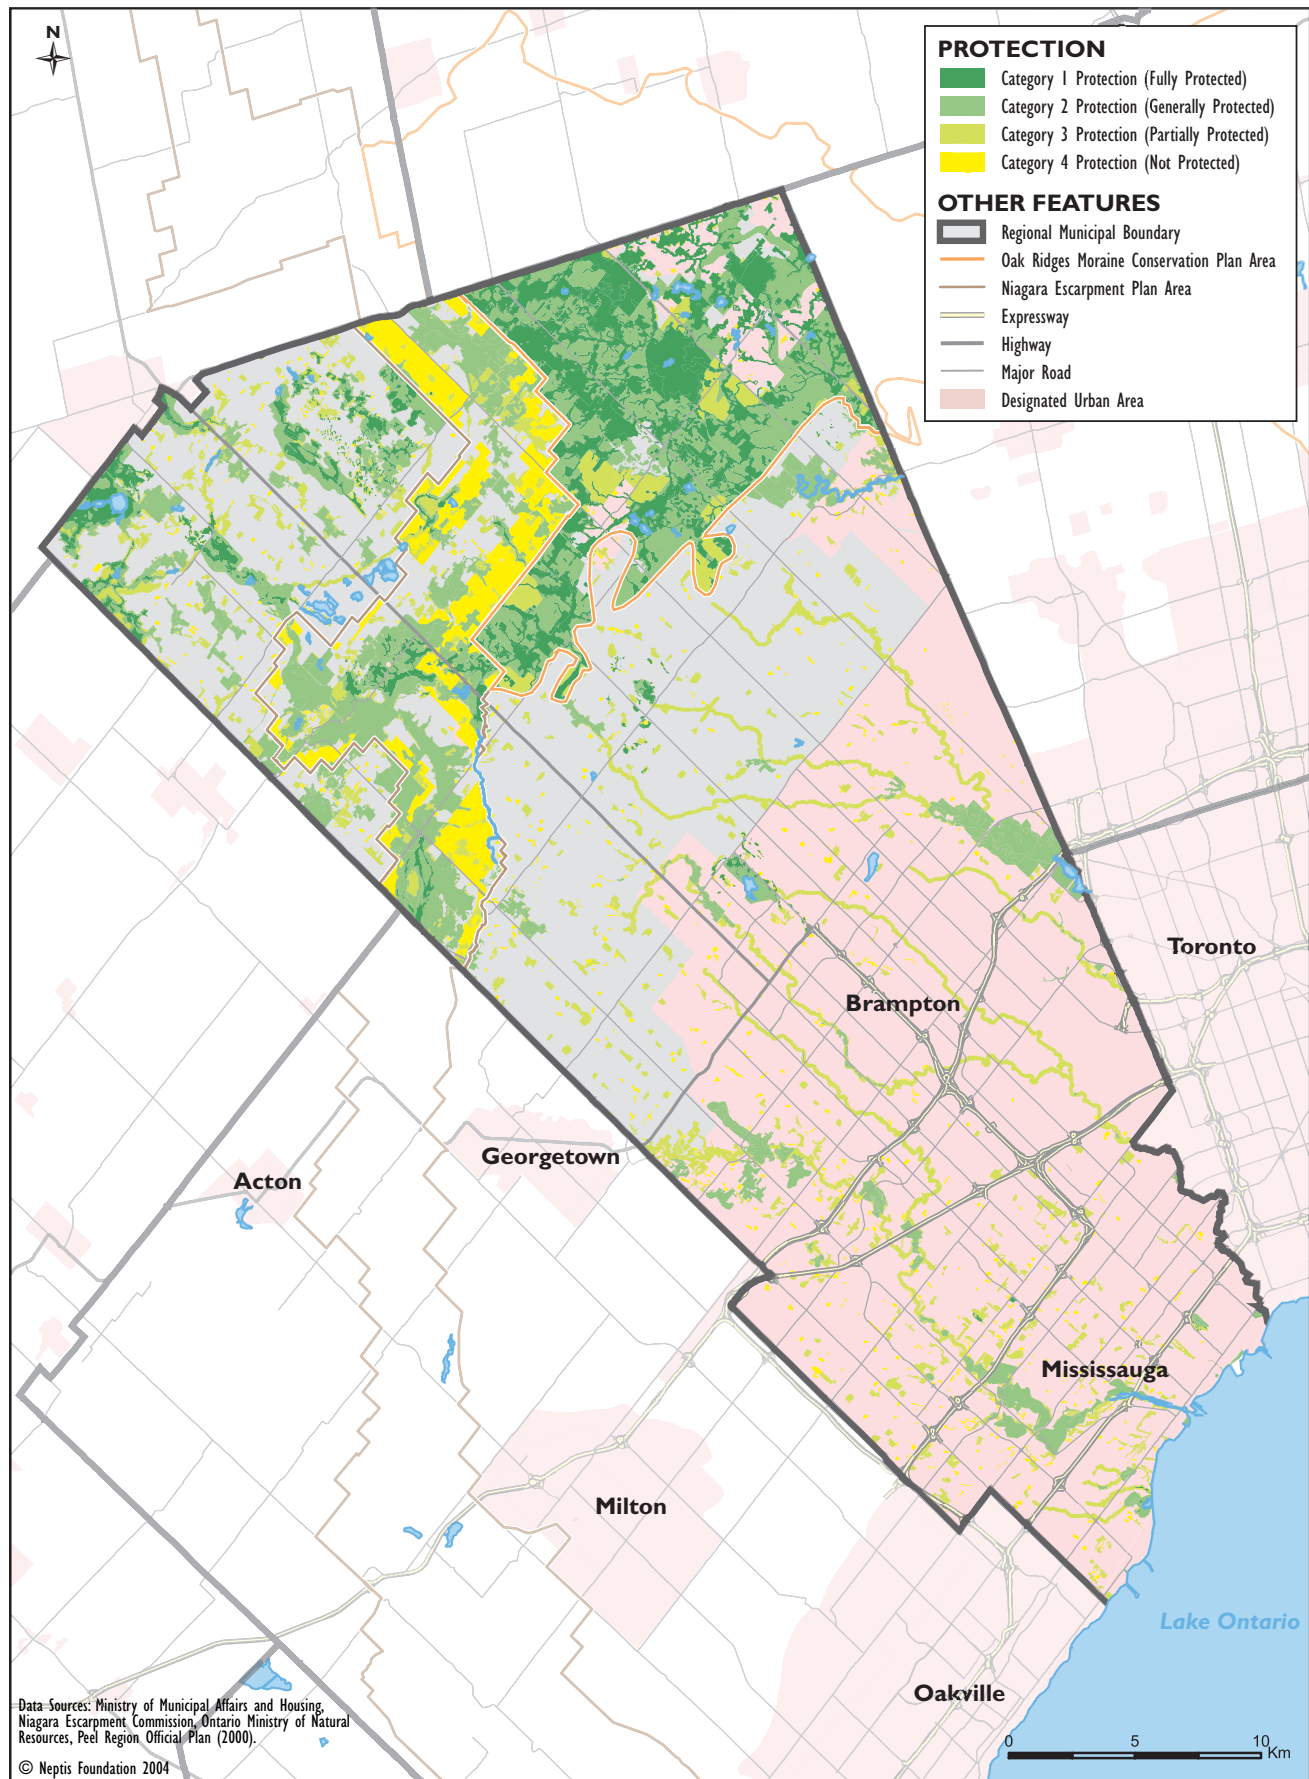 N
PROTECTION
Category 1 Protection (Fully Protected)
Category 2 Protection (Generally Protected)
Category 3 Protection (Partially Protected)
Category 4 Protection (Not Protected)
OTHER FEATURES
Regional Municipal Boundary
Oak Ridges Moraine Conservation Plan Area
Niagara Escarpment Plan Area
Expressway
Highway
Major Road
Designated Urban Area
Toronto
Brampton
Georgetown
Acton
Mississauga
Milton
Lake Ontario
Oakville
Data Sources: Ministry of Municipal Affairs and Housing,
Niagara Escarpment Commission, Ontario Ministry of Natural
Resources, Peel Region Official Plan (2000).
© Neptis Foundation 2004
0 5 10 Km